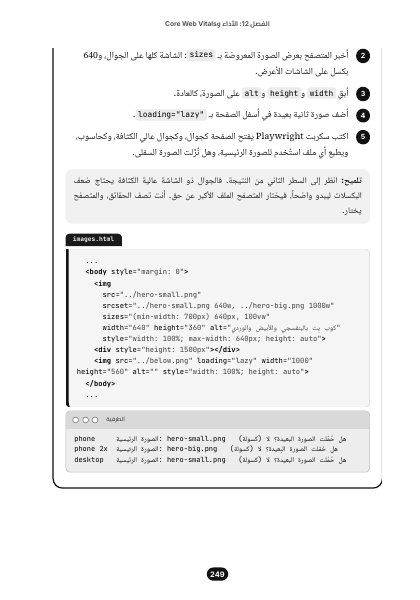 الفصل 12: الأداء وCore Web Vitals
2 أخبر المتصفح بعرض الصورة المعروضة بـ sizes : الشاشة كلها على الجوال، و640
بكسل على الشاشات الأعرض.
3 أبقِ width و height و alt على الصورة، كالعادة.
4 أضف صورة ثانية بعيدة في أسفل الصفحة بـ loading="lazy".
5 اكتب سكربت Playwright يفتح الصفحة كجوال، وكجوال عالي الكثافة، وكحاسوب،
ويطبع أي ملف استُخدم للصورة الرئيسية، وهل نُزّلت الصورة السفلى.
تلميح: انظر إلى السطر الثاني من النتيجة. فالجوال ذو الشاشة عالية الكثافة يحتاج ضعف
البكسلات ليبدو واضحاً، فيختار المتصفح الملف الأكبر عن حق. أنت تصف الحقائق، والمتصفح
يختار.
images.html
...
<body style="margin: 0">
<img
src="../hero-small.png"
srcset="../hero-small.png 640w, ../hero-big.png 1000w"
sizes="(min-width: 700px) 640px, 100vw"
width="640" height="360" alt="كوب بت بالبنفسجي والأبيض والوردي"
style="width: 100%; max-width: 640px; height: auto">
<div style="height: 1500px"></div>
<img src="../below.png" loading="lazy" width="1000"
height="560" alt="" style="width: 100%; height: auto">
</body>
...
الطرفية
phone الصورة الرئيسية: hero-small.png هل حُمّلت الصورة البعيدة؟ لا (كسولة)
phone 2x الصورة الرئيسية: hero-big.png هل حُمّلت الصورة البعيدة؟ لا (كسولة)
desktop الصورة الرئيسية: hero-small.png هل حُمّلت الصورة البعيدة؟ لا (كسولة)
249